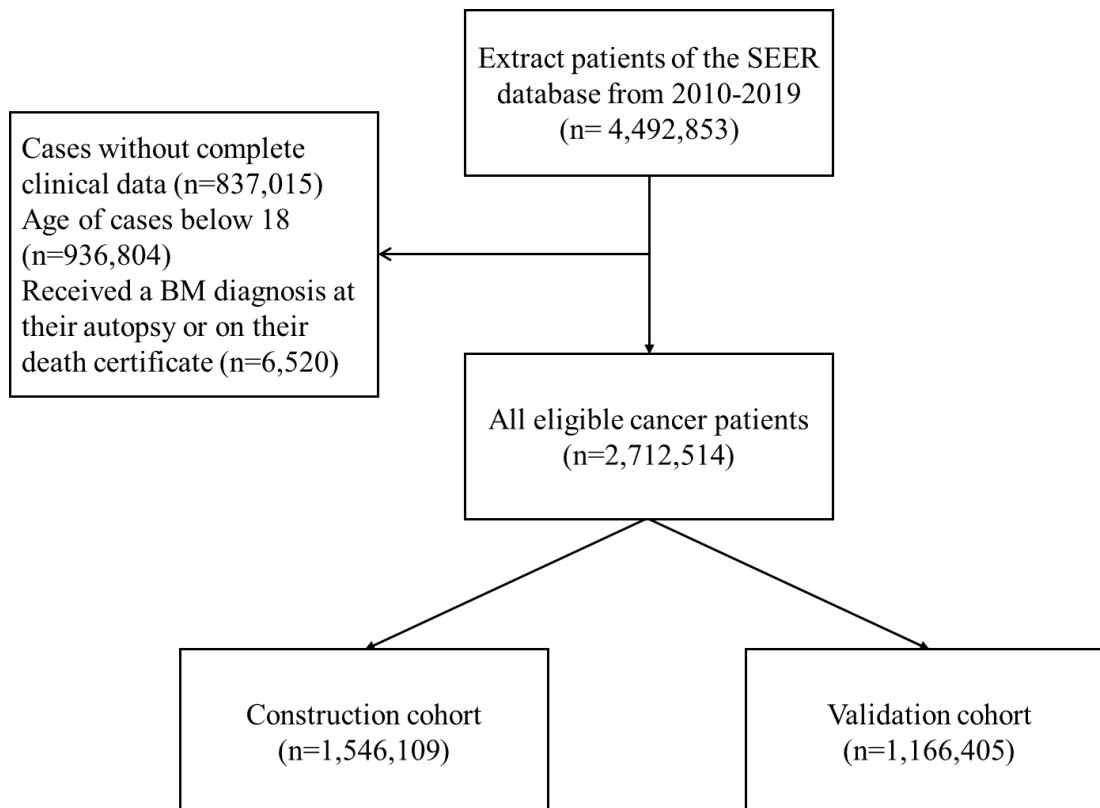 Extract patients of the SEER
database from 2010-2019
(n= 4,492,853)
Cases without complete
clinical data (n=837,015)
Age of cases below 18
(n=936,804)
Received a BM diagnosis at
their autopsy or on their
death certificate (n=6,520)
All eligible cancer patients
(n=2,712,514)
Construction cohort
(n=1,546,109)
Validation cohort
(n=1,166,405)